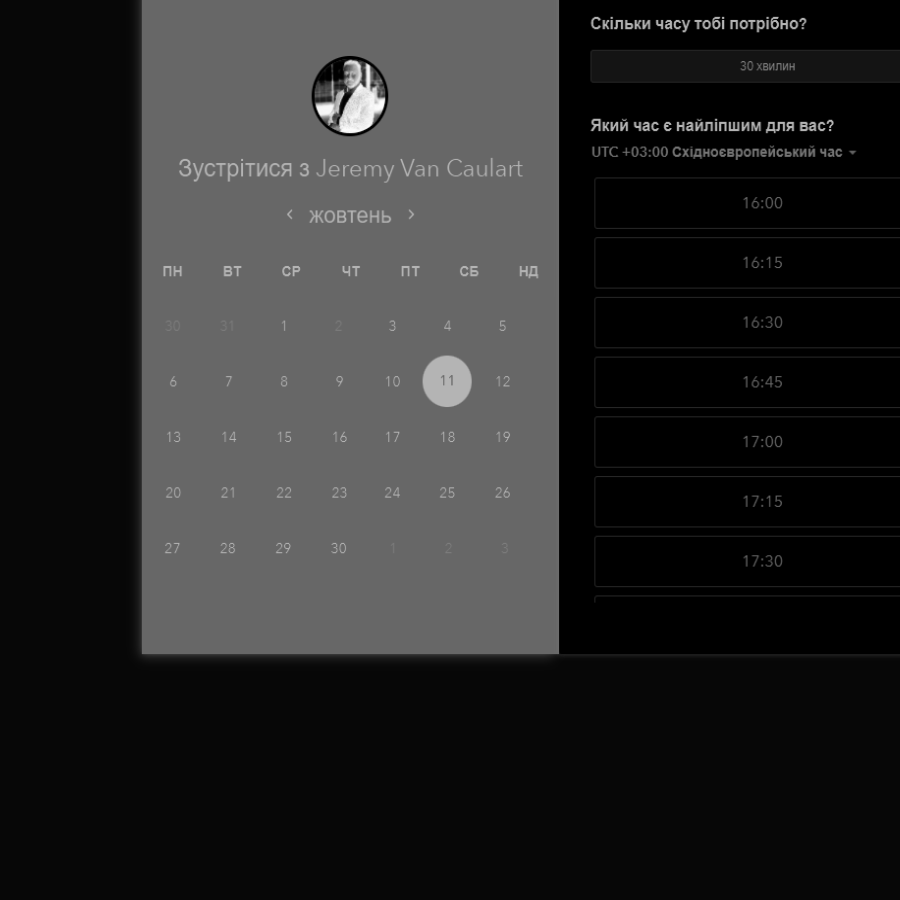 Зустрітися з Jeremy Van Caulart
жовтень
ПН ВТ СР ЧТ ПТ СБ НД
30 31 1 2 3 4 5
6 7 8 9 10 11 12
13 14 15 16 17 18 19
20 21 22 23 24 25 26
27 28 29 30 1 2 3
Скільки часу тобі потрібно?
30 хвилин
Який час є найліпшим для вас?
UTC +03:00 Східноєвропейський час
16:00
16:15
16:30
16:45
17:00
17:15
17:30